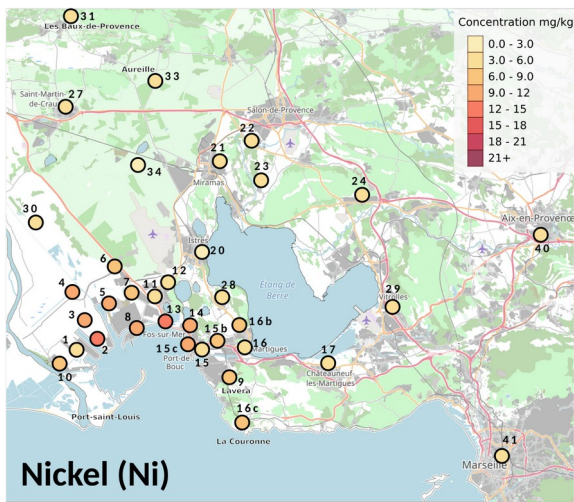 31
Les Baux-de-Provence
Concentration mg/kg
0.0 - 3.0
3.0 - 6.0
6.0 - 9.0
9.0 - 12
12 - 15
15 - 18
18 - 21
21+
Aureille
33
Saint-Martin-
de-Crau
27
Salon-de-Provence
22
21
23
34
Miramas
24
30
Aix-en-Provence
40
Istres
20
6
12
4
7
11
28
Étang de
Berre
29
Vitrolles
5
13
14
16b
3
8
Fos-sur-Mer
15b
1
2
15c
15
16
Martigues
Port-de-
Bouc
17
10
9
Châteauneuf-
les-Martigues
Lavera
Port-saint-Louis
16c
La Couronne
41
Marseille
Nickel (Ni)